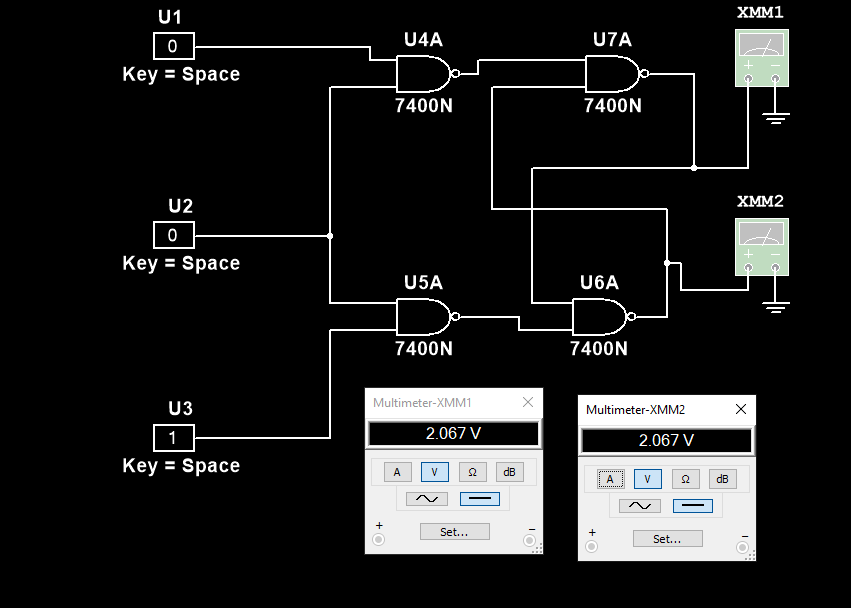 U1
0
Key = Space
U4A
7400N
U7A
7400N
XMM1
U2
0
Key = Space
XMM2
U5A
7400N
U6A
7400N
U3
1
Key = Space
Multimeter-XMM1
2.067 V
A V Ω dB
Set...
+ −
Multimeter-XMM2
2.067 V
A V Ω dB
Set...
+ −